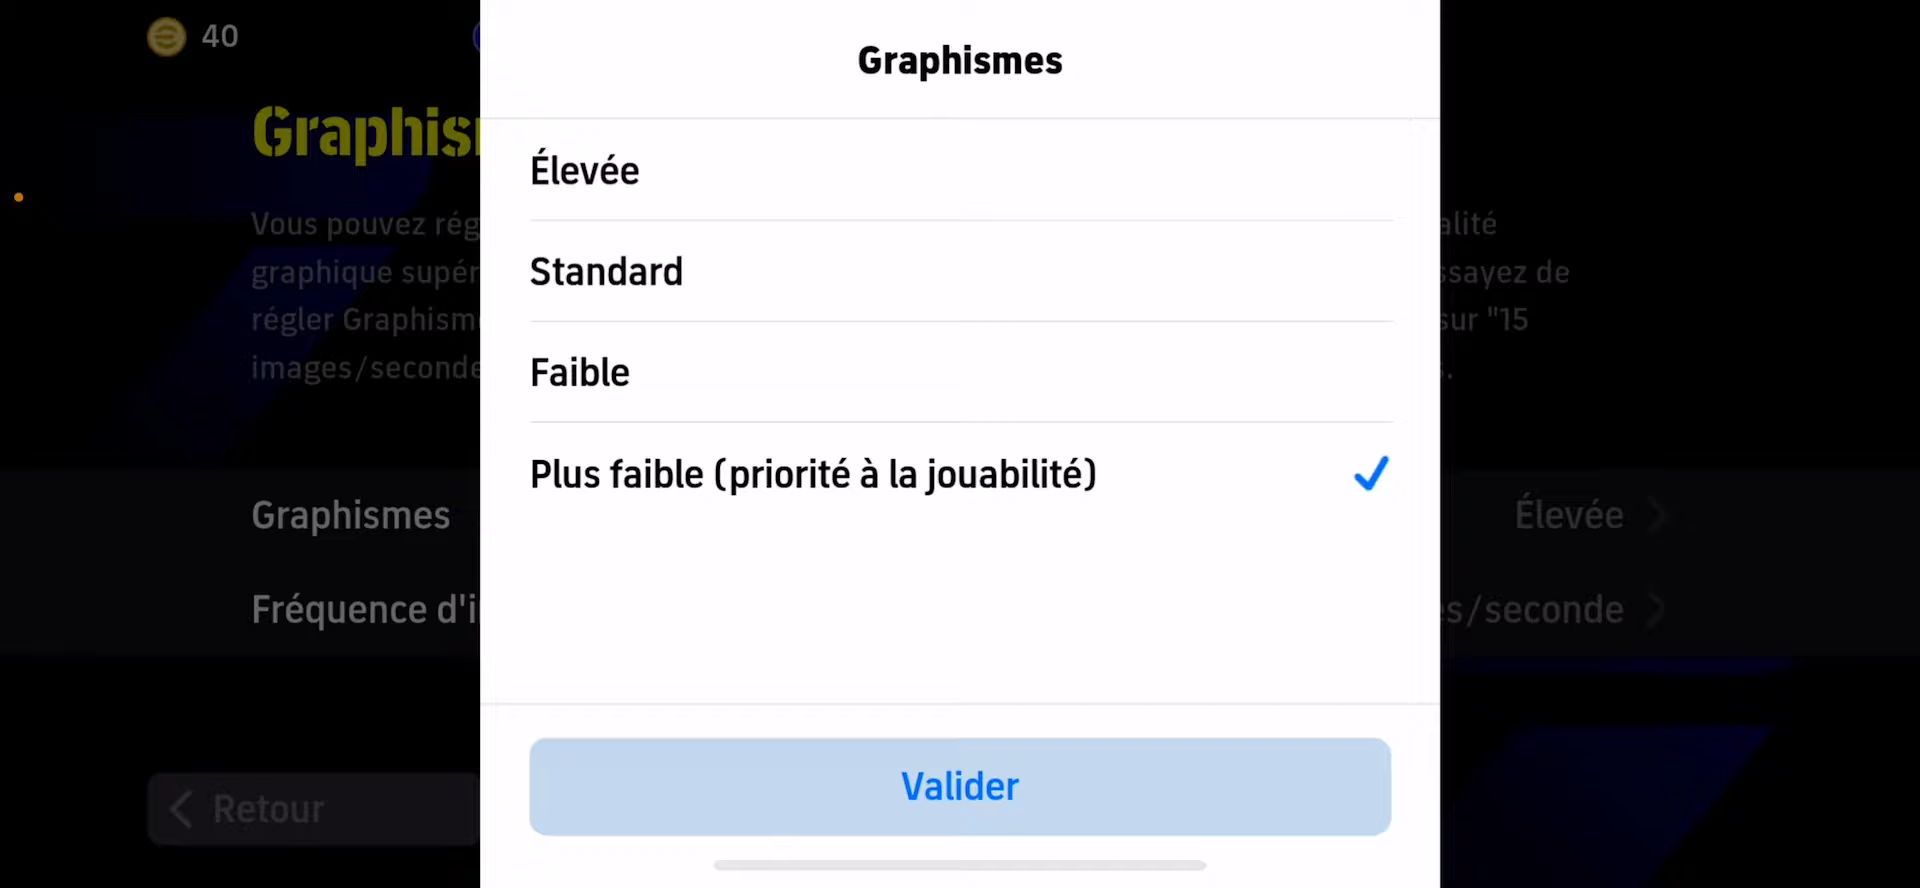 40
Graphismes
Graphis
Élevée
Vous pouvez rég
alité
graphique supér
ssayez de
Standard
régler Graphism
sur "15
images/seconde
Faible
Plus faible (priorité à la jouabilité)
Graphismes
Élevée
Fréquence d'i
s/seconde
Valider
Retour